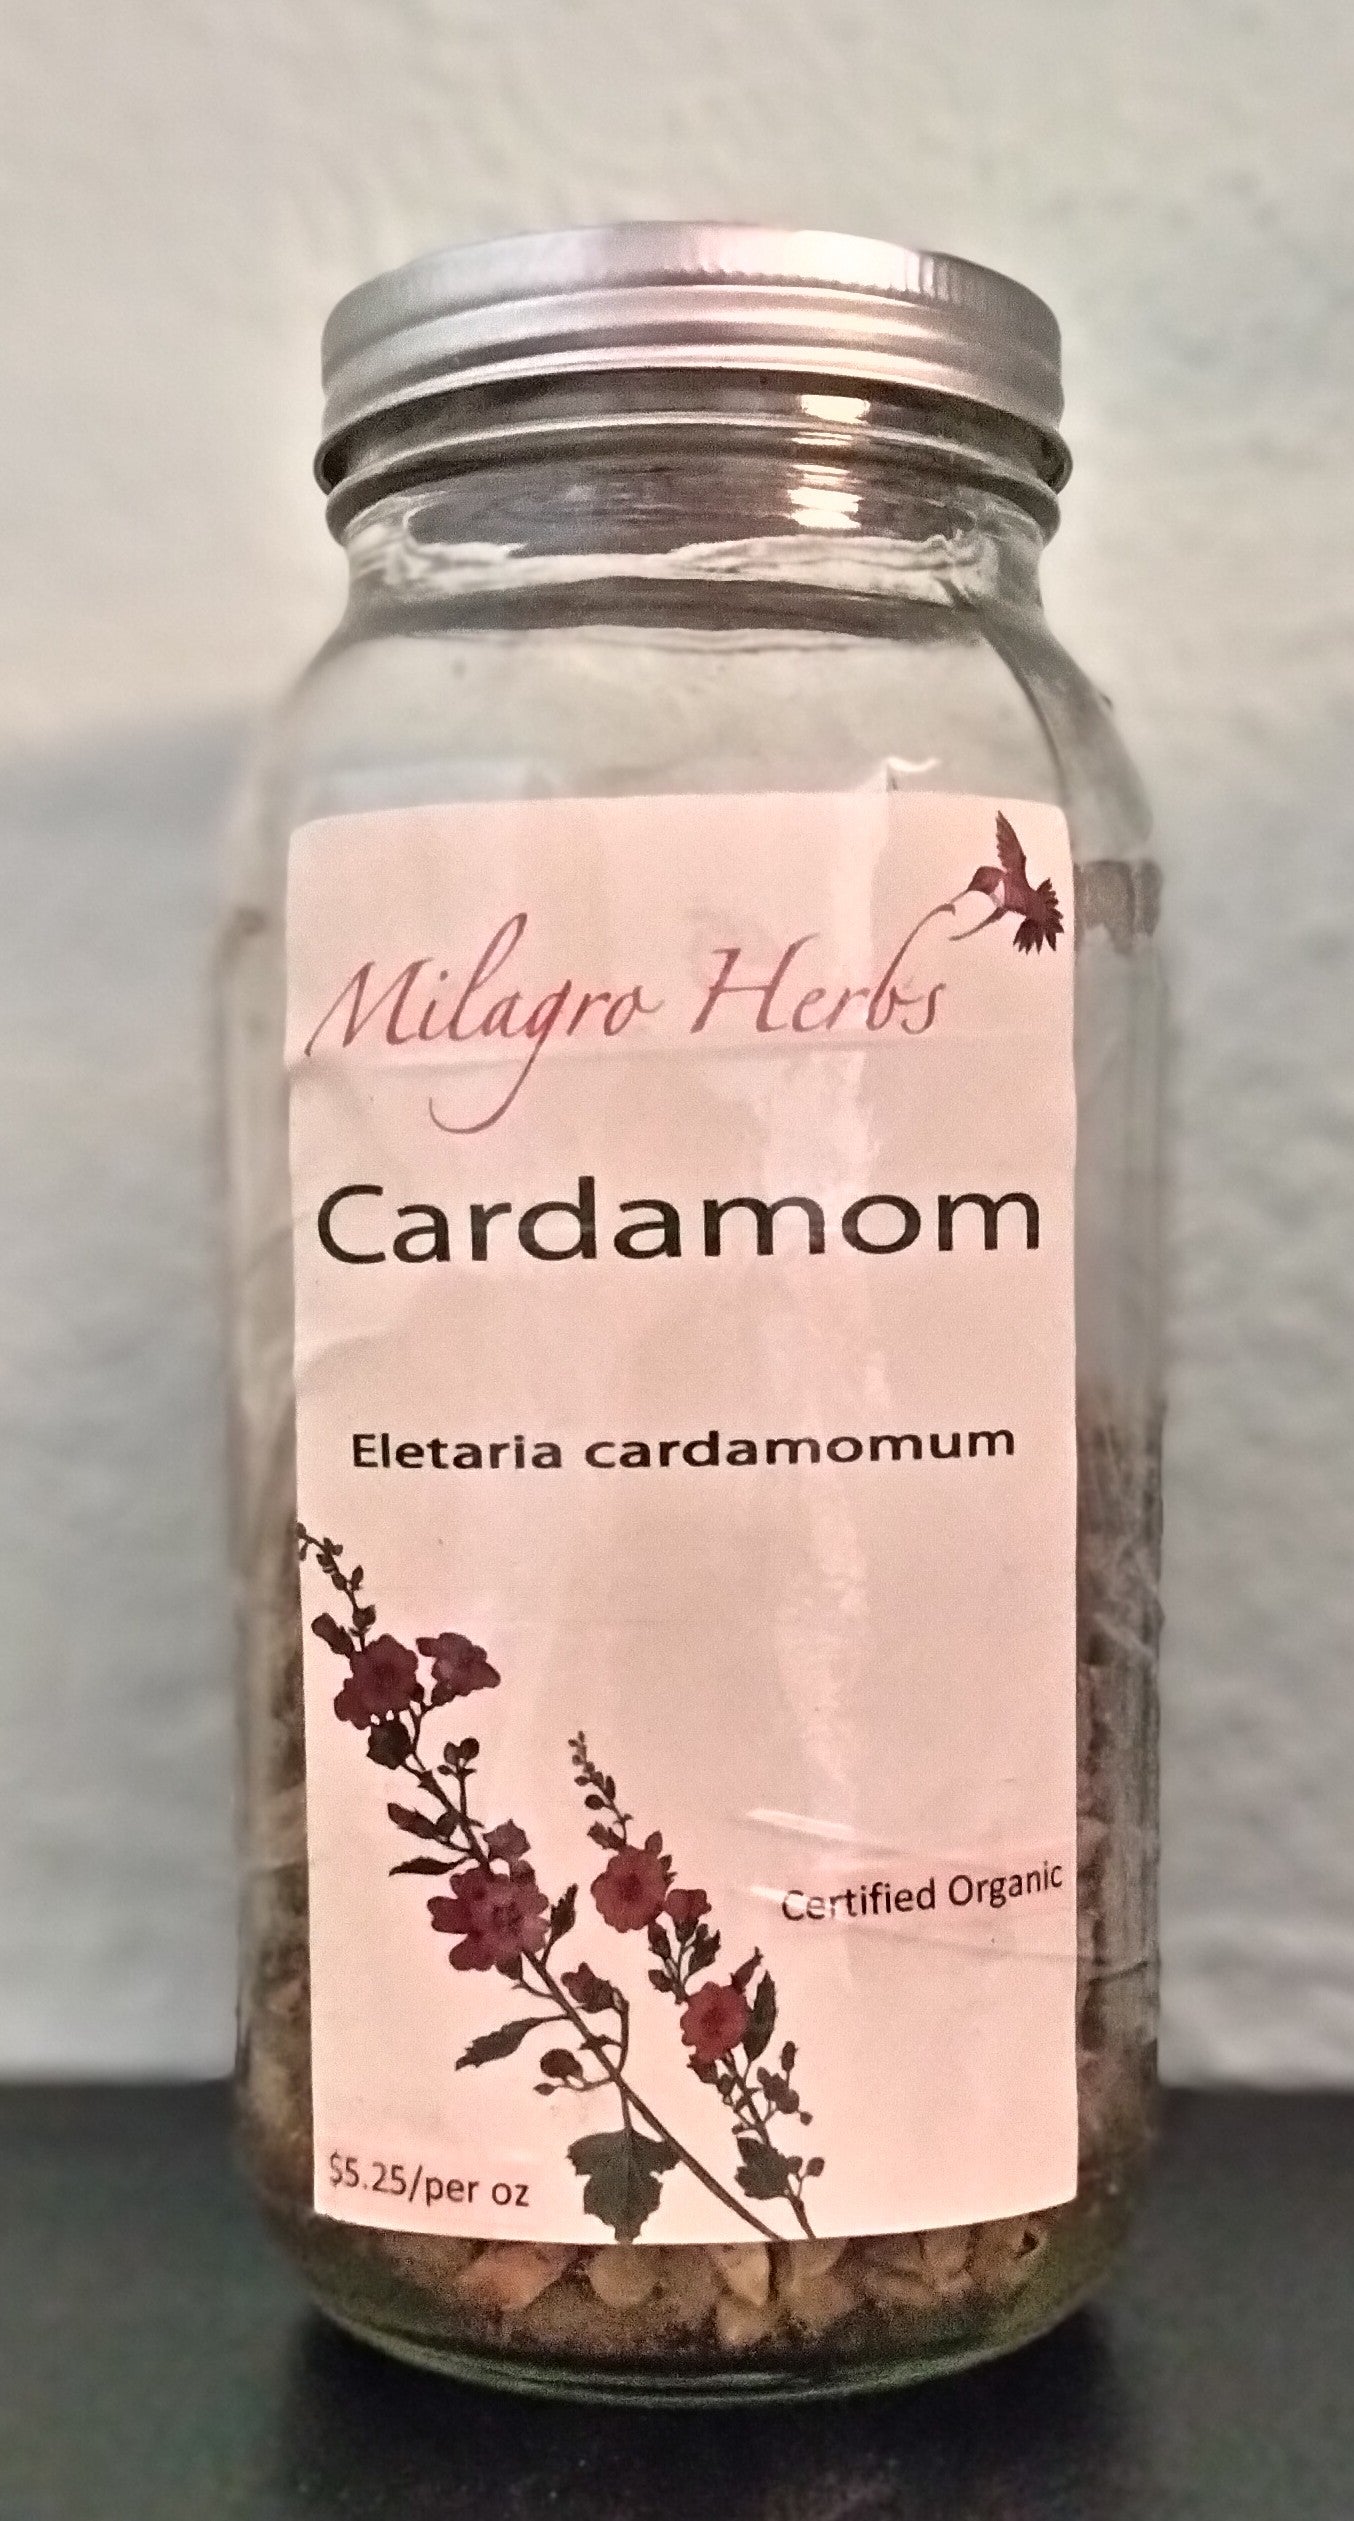 Milagro Herbs
Cardamom
Eletaria cardamomum
Certified Organic
$5.25/per oz